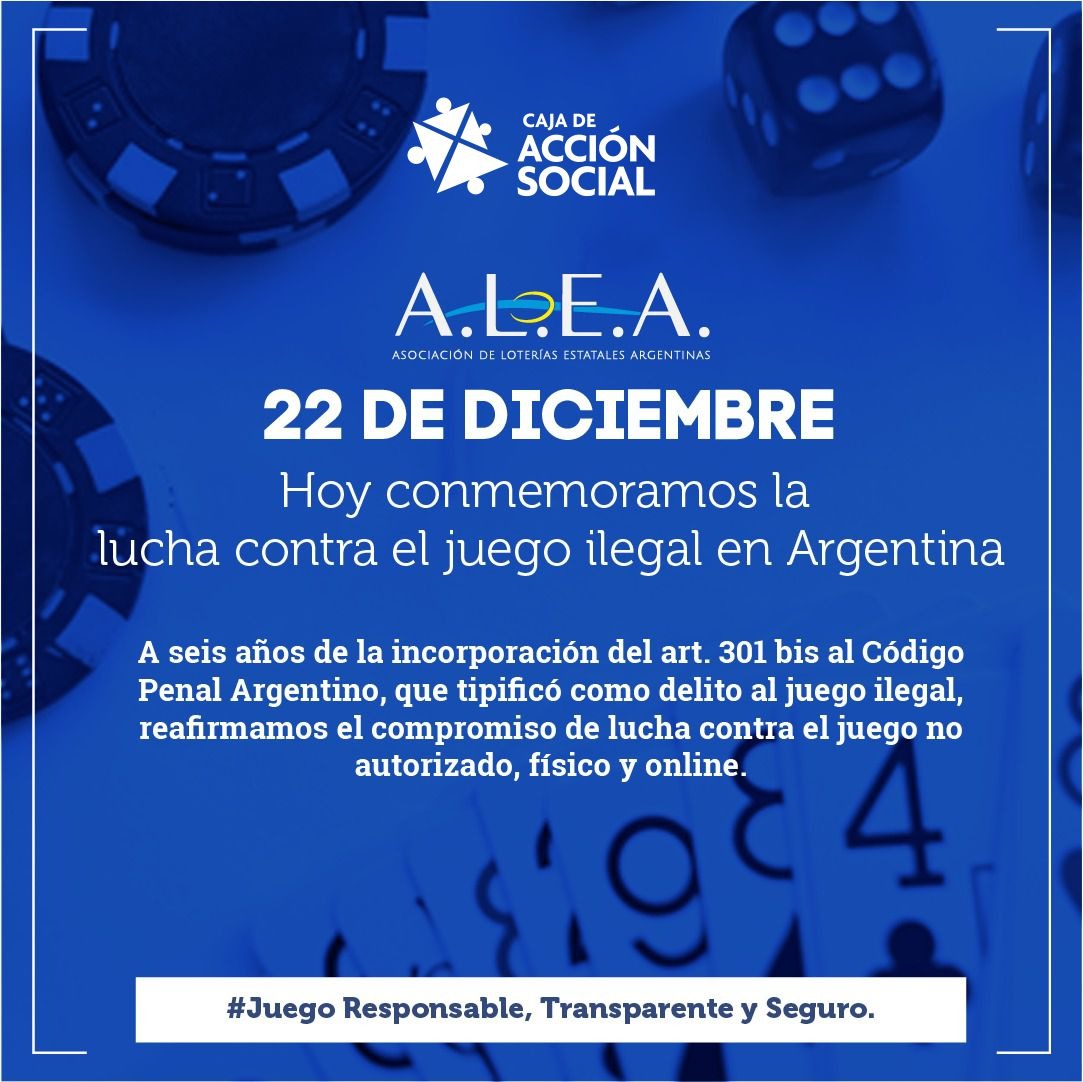 CAJA DE
ACCIÓN
SOCIAL
A.L.E.A.
ASOCIACIÓN DE LOTERÍAS ESTATALES ARGENTINAS
22 DE DICIEMBRE
Hoy conmemoramos la
lucha contra el juego ilegal en Argentina
A seis años de la incorporación del art. 301 bis al Código
Penal Argentino, que tipificó como delito al juego ilegal,
reafirmamos el compromiso de lucha contra el juego no
autorizado, físico y online.
9
8
4
#Juego Responsable, Transparente y Seguro.